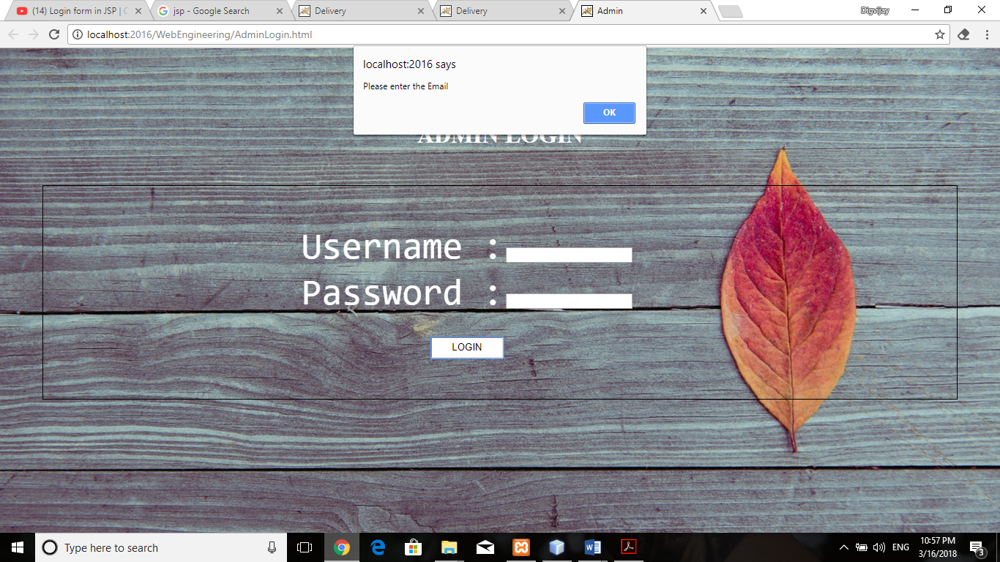 (14) Login form in JSP | C
jsp - Google Search
Delivery
Delivery
Admin
Digvijay
localhost:2016/WebEngineering/AdminLogin.html
localhost:2016 says
Please enter the Email
OK
ADMIN LOGIN
Username :
Password :
LOGIN
Type here to search
ENG
10:57 PM
3/16/2018
3